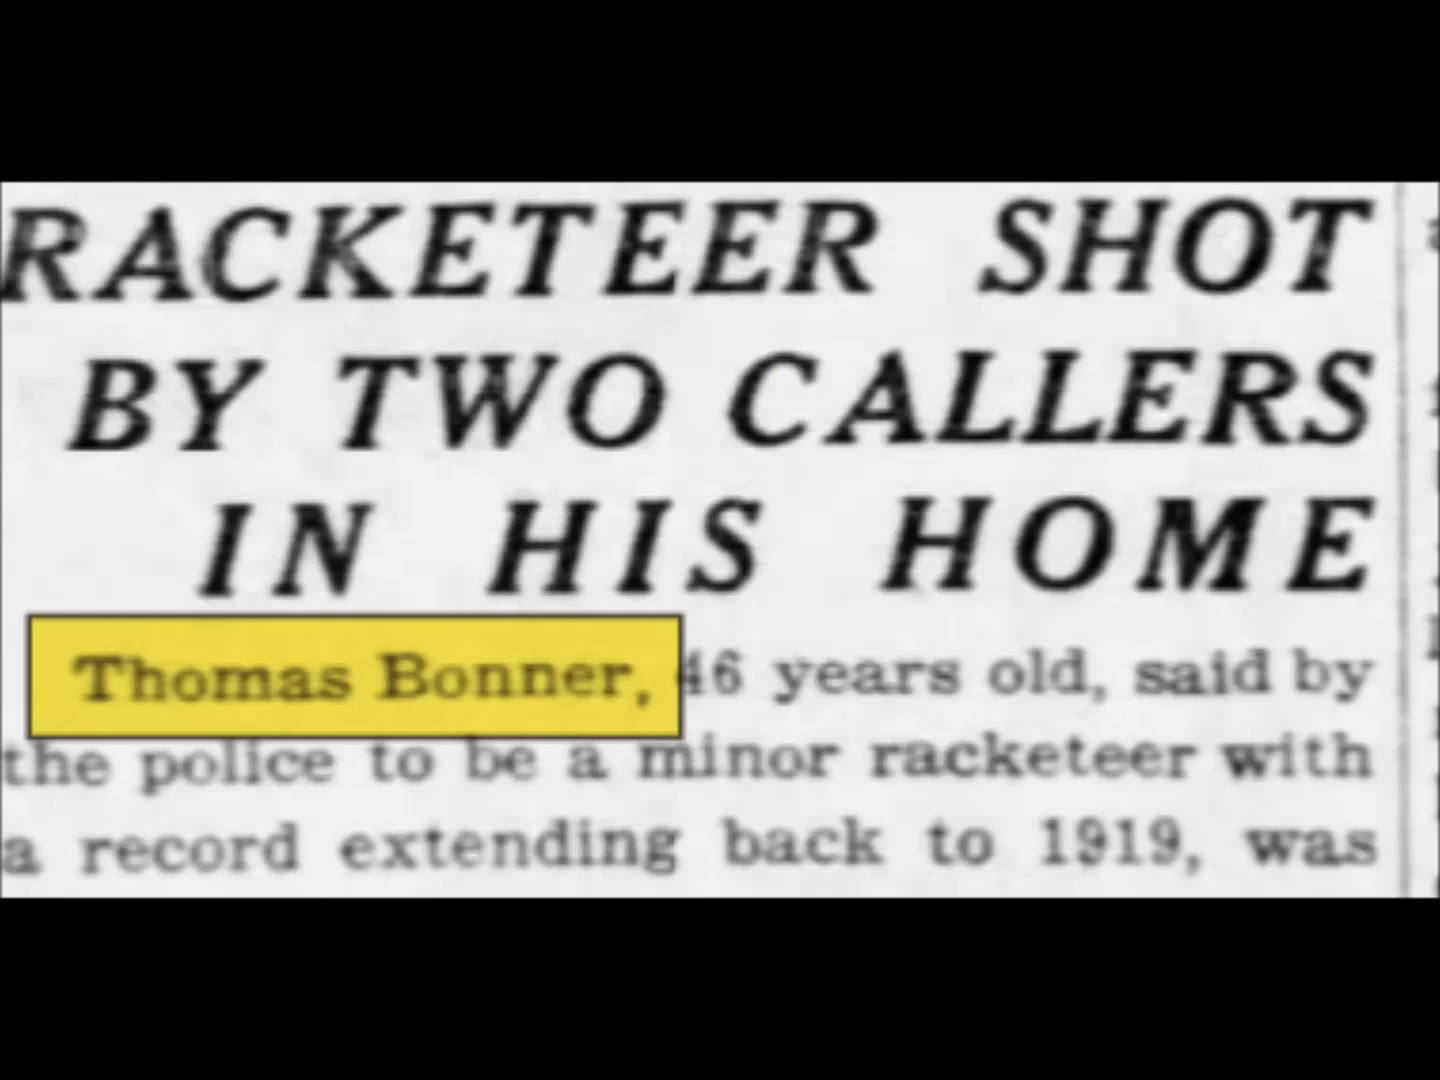 RACKETEER SHOT
BY TWO CALLERS
IN HIS HOME
Thomas Bonner, 46 years old, said by
the police to be a minor racketeer with
a record extending back to 1919, was